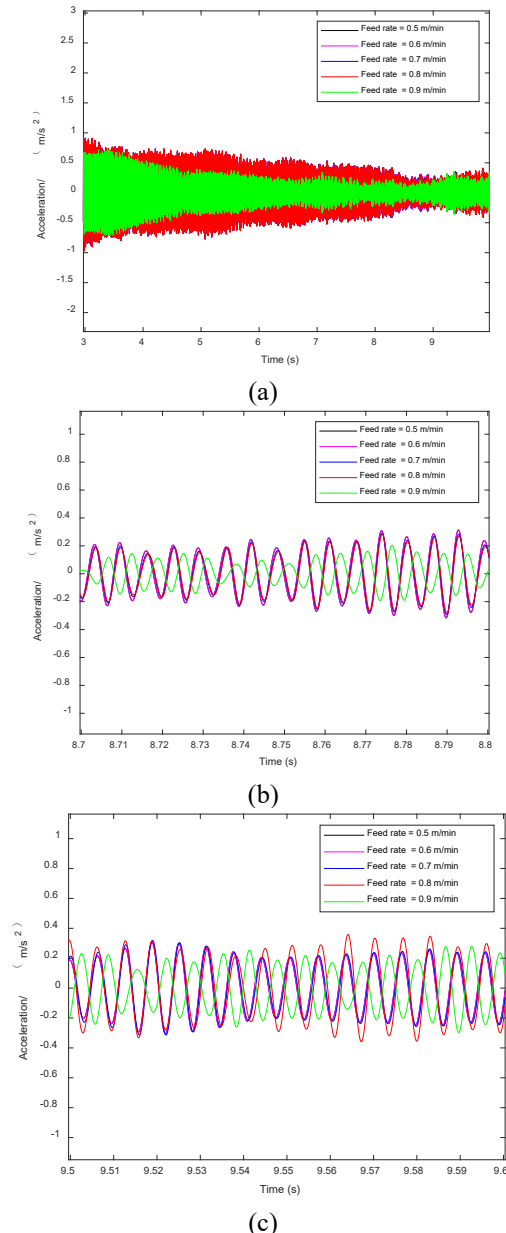 3
2
1
0.5
0
-0.5
-1
-1.5
-2
1.5
Acceleration/ （ m/s 2 ）
Feed rate = 0.5 m/min
Feed rate = 0.6 m/min
Feed rate = 0.7 m/min
Feed rate = 0.8 m/min
Feed rate = 0.9 m/min
3 4 5 6 7 8 9
Time (s)
(a)
1
0.8
0.6
0.4
0.2
0
-0.2
-0.4
-0.6
-0.8
-1
Acceleration/ （ m/s 2 ）
Feed rate = 0.5 m/min
Feed rate = 0.6 m/min
Feed rate = 0.7 m/min
Feed rate = 0.8 m/min
Feed rate = 0.9 m/min
8.7 8.71 8.72 8.73 8.74 8.75 8.76 8.77 8.78 8.79 8.8
Time (s)
(b)
1
0.8
0.6
0.4
0.2
0
-0.2
-0.4
-0.6
-0.8
-1
Acceleration/ （ m/s 2 ）
Feed rate = 0.5 m/min
Feed rate = 0.6 m/min
Feed rate = 0.7 m/min
Feed rate = 0.8 m/min
Feed rate = 0.9 m/min
9.5 9.51 9.52 9.53 9.54 9.55 9.56 9.57 9.58 9.59 9.6
Time (s)
(c)